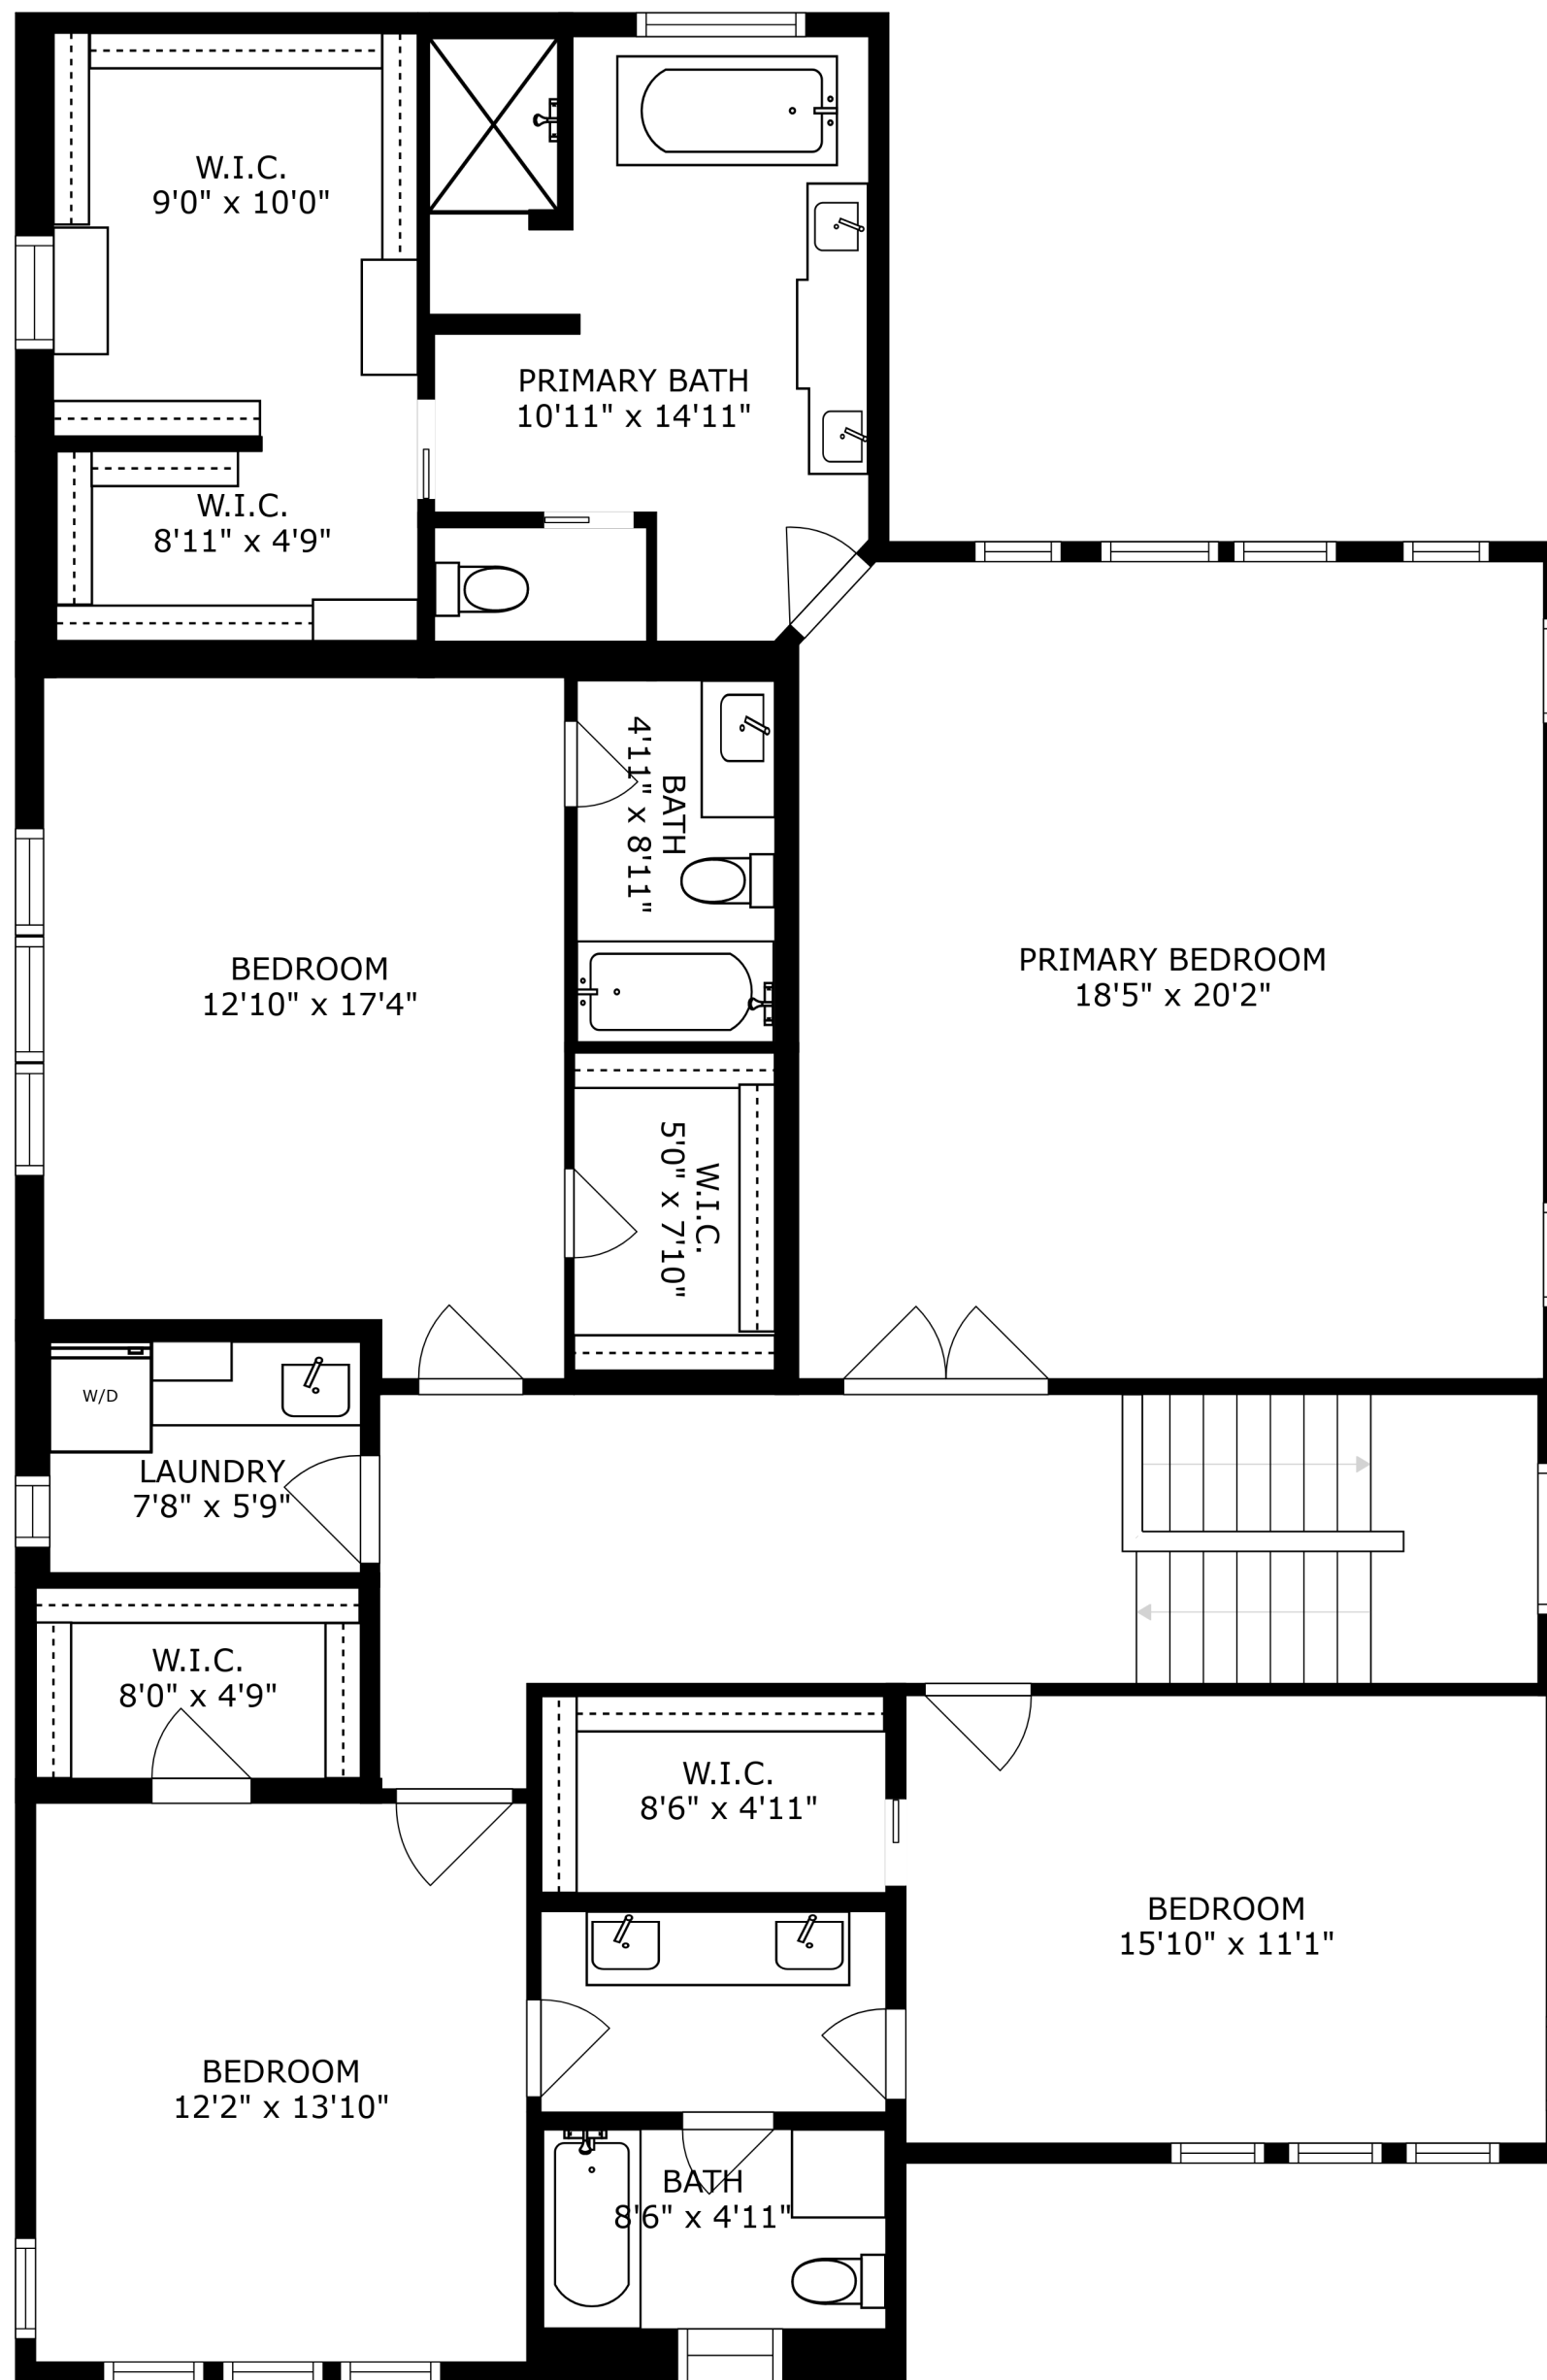 W.I.C.
9'0" x 10'0"
PRIMARY BATH
10'11" x 14'11"
W.I.C.
8'11" x 4'9"
BATH
4'11" x 8'11"
BEDROOM
12'10" x 17'4"
PRIMARY BEDROOM
18'5" x 20'2"
W.I.C.
5'0" x 7'10"
W/D
LAUNDRY
7'8" x 5'9"
W.I.C.
8'0" x 4'9"
W.I.C.
8'6" x 4'11"
BEDROOM
15'10" x 11'1"
BEDROOM
12'2" x 13'10"
BATH
8'6" x 4'11"